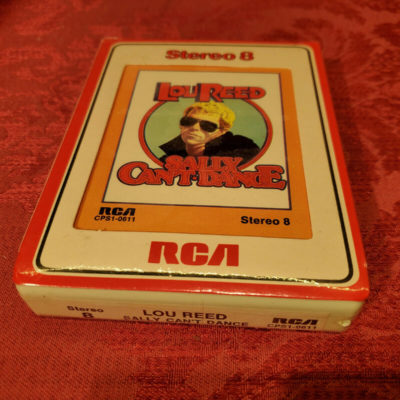 Stereo 8
LOU REED
SALLY
CAN'T DANCE
RCA
CPS1-0611
Stereo 8
RCA
Stereo
8
LOU REED
SALLY CAN'T DANCE
RCA
CPS1-0611